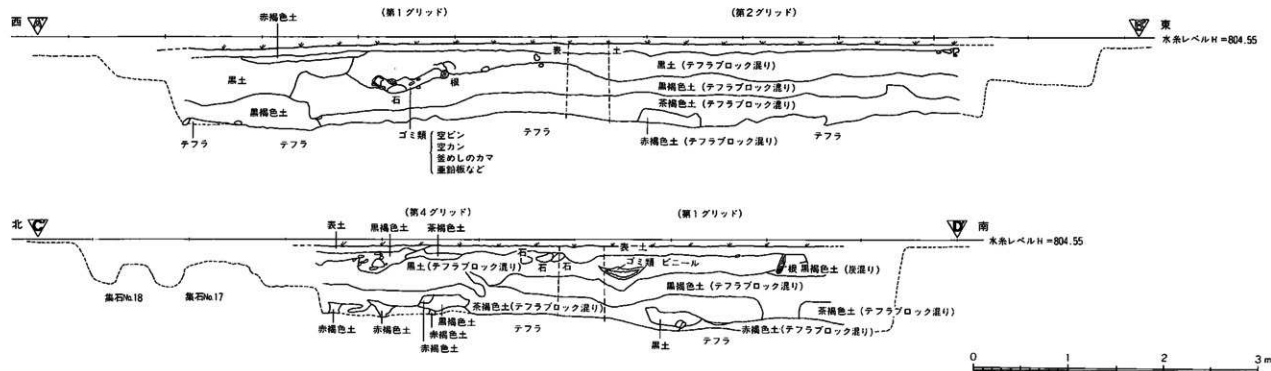 (第1グリッド) (第2グリッド)
西 A 赤褐色土 B 東
水糸レベルH=804.55
表 土
黒土(テフラブロック混り)
黒土 根
石 黒褐色土(テフラブロック混り)
黒褐色土 茶褐色土(テフラブロック混り)
テフラ テフラ ゴミ類 空ビン テフラ 赤褐色土(テフラブロック混り) テフラ
空カン
釜めしのカマ
亜鉛板など
(第4グリッド) (第1グリッド)
北 C 表土 黒褐色土 茶褐色土 D 南
水糸レベルH=804.55
表 土
石 石 石 ゴミ類 ビニール
黒土(テフラブロック混り) 根 黒褐色土(炭混り)
黒褐色土(テフラブロック混り)
集石No.18 集石No.17 茶褐色土(テフラブロック混り) 茶褐色土(テフラブロック混り)
赤褐色土 赤褐色土 黒褐色土 テフラ 赤褐色土(テフラブロック混り)
赤褐色土 黒土 テフラ
赤褐色土
0 1 2 3m